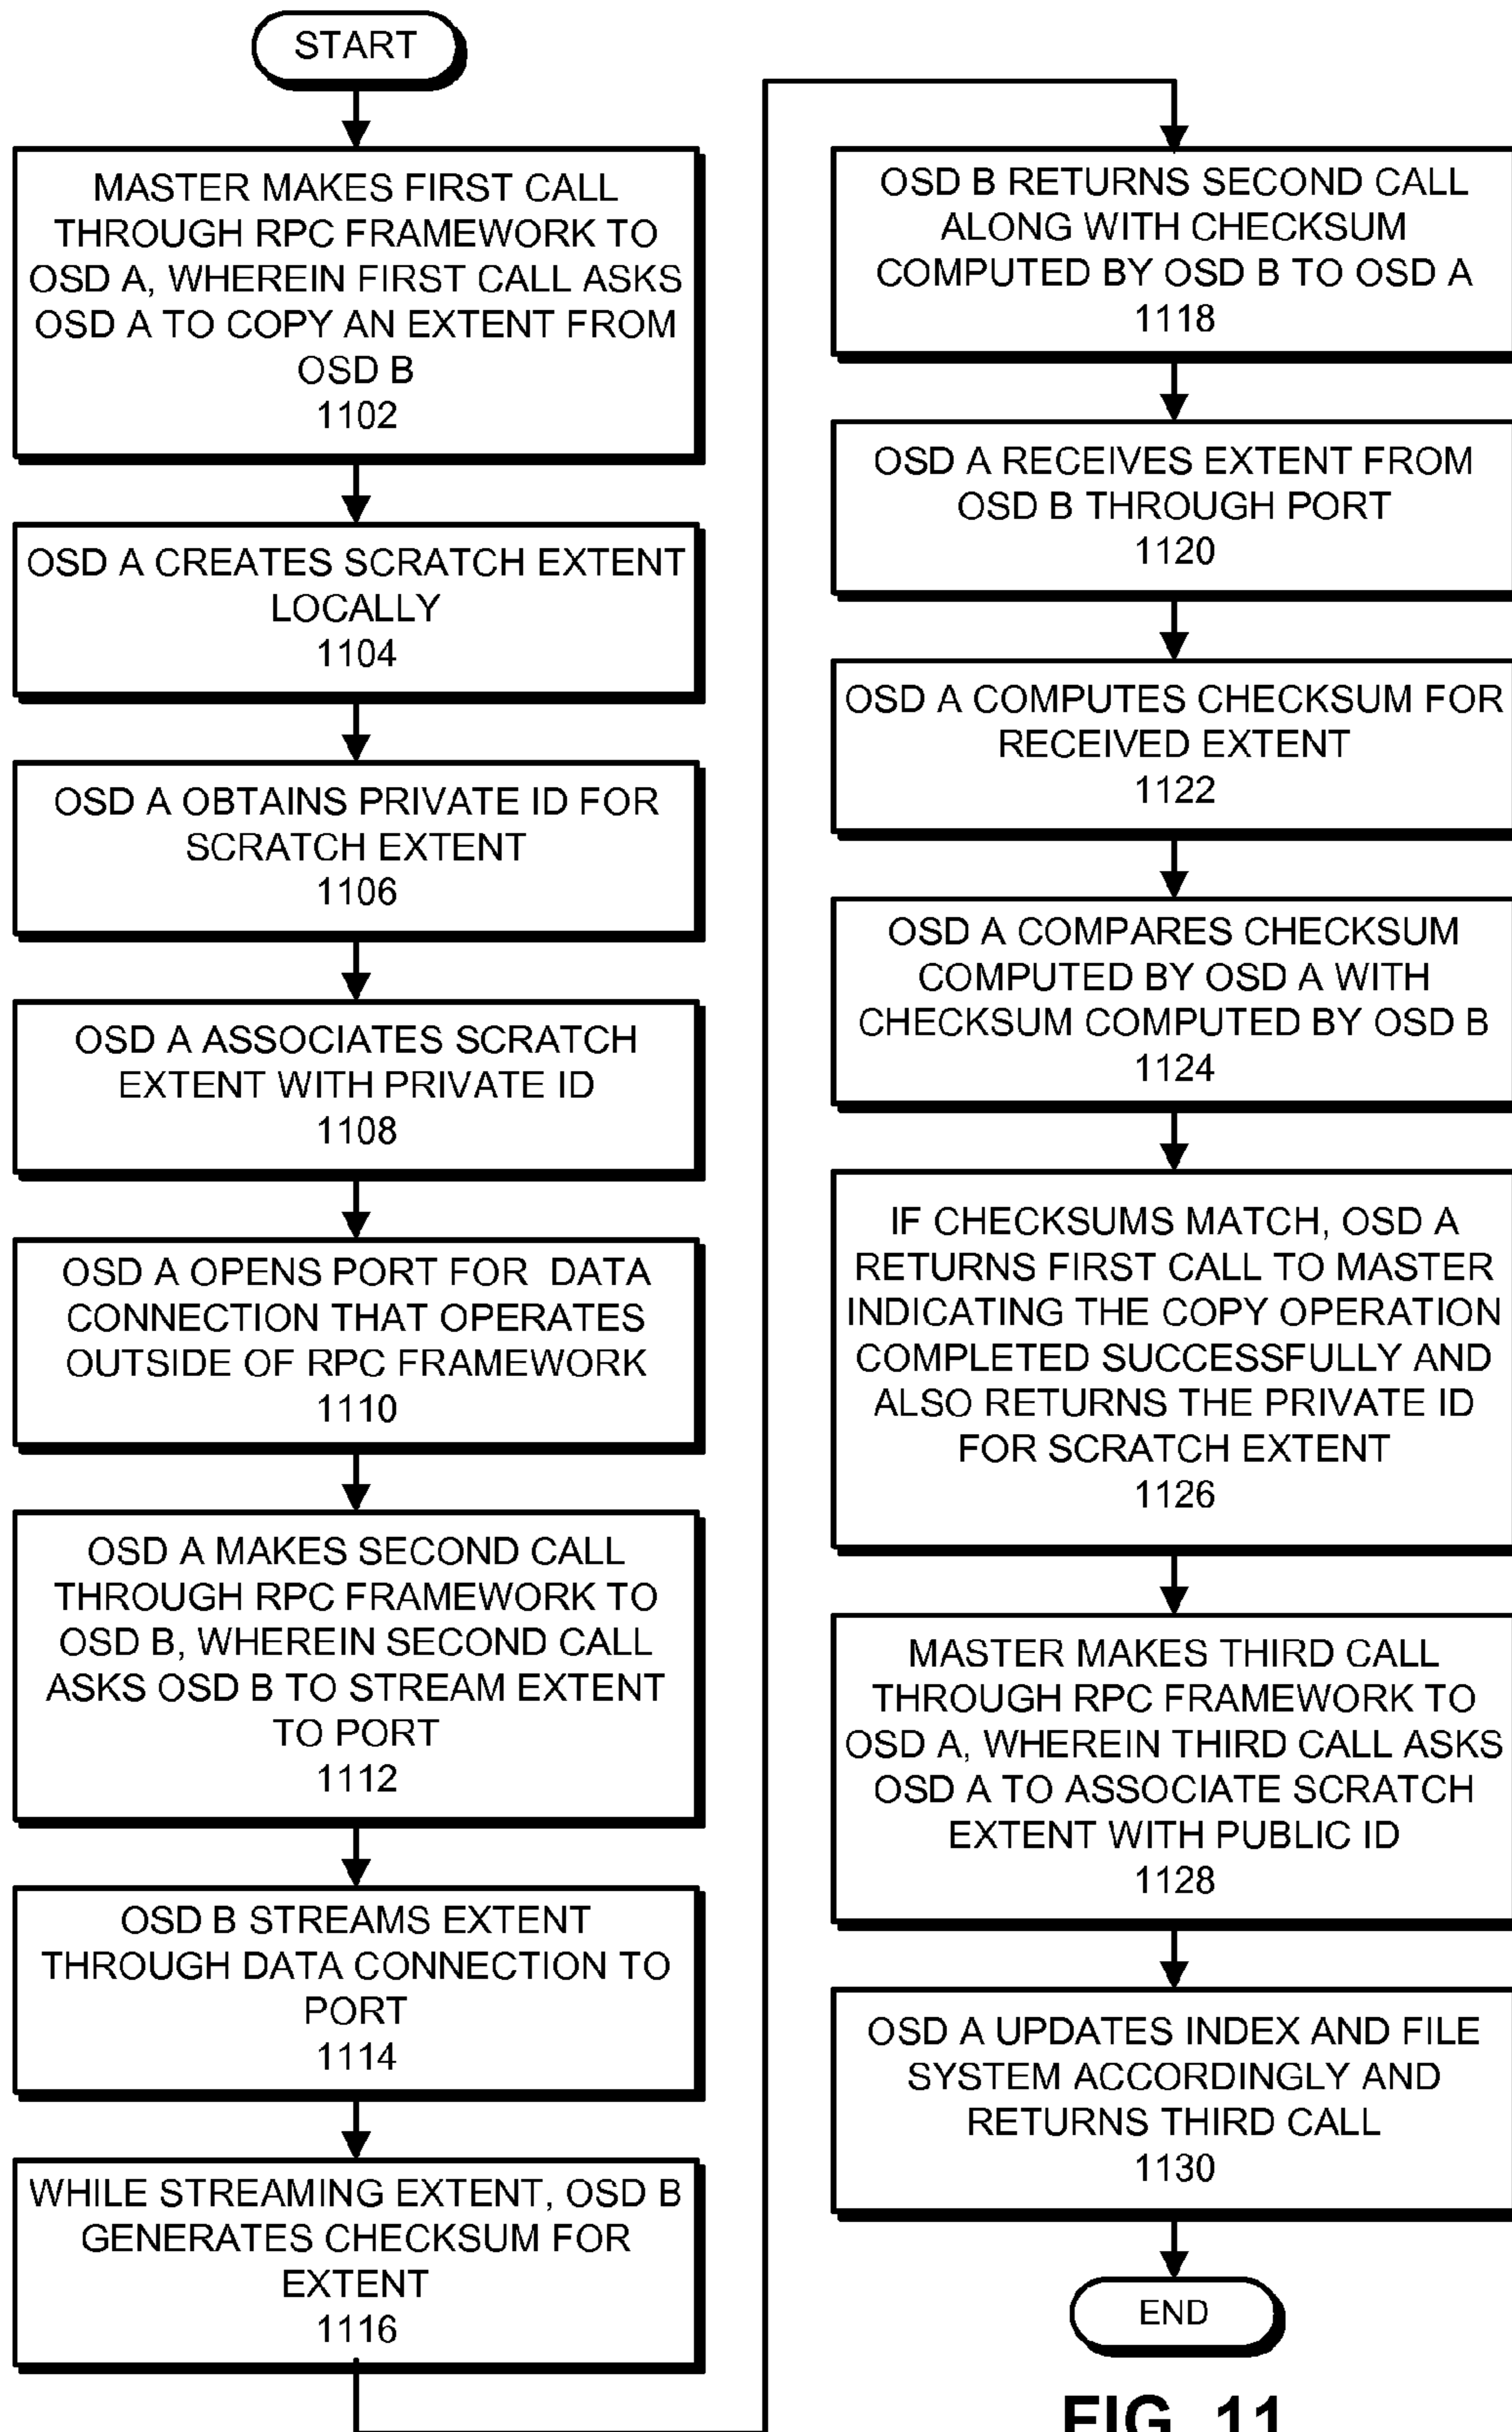 START
MASTER MAKES FIRST CALL
THROUGH RPC FRAMEWORK TO
OSD A, WHEREIN FIRST CALL ASKS
OSD A TO COPY AN EXTENT FROM
OSD B
1102
OSD A CREATES SCRATCH EXTENT
LOCALLY
1104
OSD A OBTAINS PRIVATE ID FOR
SCRATCH EXTENT
1106
OSD A ASSOCIATES SCRATCH
EXTENT WITH PRIVATE ID
1108
OSD A OPENS PORT FOR DATA
CONNECTION THAT OPERATES
OUTSIDE OF RPC FRAMEWORK
1110
OSD A MAKES SECOND CALL
THROUGH RPC FRAMEWORK TO
OSD B, WHEREIN SECOND CALL
ASKS OSD B TO STREAM EXTENT
TO PORT
1112
OSD B STREAMS EXTENT
THROUGH DATA CONNECTION TO
PORT
1114
WHILE STREAMING EXTENT, OSD B
GENERATES CHECKSUM FOR
EXTENT
1116
OSD B RETURNS SECOND CALL
ALONG WITH CHECKSUM
COMPUTED BY OSD B TO OSD A
1118
OSD A RECEIVES EXTENT FROM
OSD B THROUGH PORT
1120
OSD A COMPUTES CHECKSUM FOR
RECEIVED EXTENT
1122
OSD A COMPARES CHECKSUM
COMPUTED BY OSD A WITH
CHECKSUM COMPUTED BY OSD B
1124
IF CHECKSUMS MATCH, OSD A
RETURNS FIRST CALL TO MASTER
INDICATING THE COPY OPERATION
COMPLETED SUCCESSFULLY AND
ALSO RETURNS THE PRIVATE ID
FOR SCRATCH EXTENT
1126
MASTER MAKES THIRD CALL
THROUGH RPC FRAMEWORK TO
OSD A, WHEREIN THIRD CALL ASKS
OSD A TO ASSOCIATE SCRATCH
EXTENT WITH PUBLIC ID
1128
OSD A UPDATES INDEX AND FILE
SYSTEM ACCORDINGLY AND
RETURNS THIRD CALL
1130
END
FIG. 11